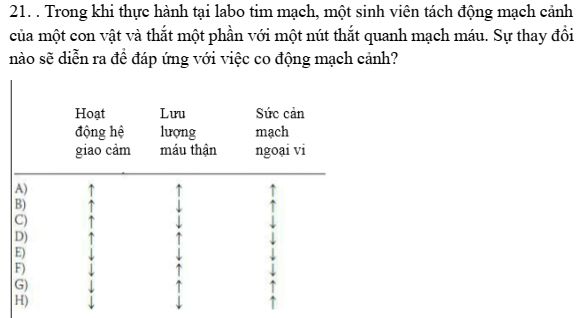 21. . Trong khi thực hành tại labo tim mạch, một sinh viên tách động mạch cảnh
của một con vật và thắt một phần với một nút thắt quanh mạch máu. Sự thay đổi
nào sẽ diễn ra để đáp ứng với việc co động mạch cảnh?
Hoạt động hệ giao cảm Lưu lượng máu thận Sức cản mạch ngoại vi
A) ↑ ↑ ↑
B) ↑ ↓ ↑
C) ↑ ↓ ↓
D) ↑ ↑ ↓
E) ↓ ↓ ↓
F) ↓ ↑ ↓
G) ↓ ↑ ↑
H) ↓ ↓ ↑